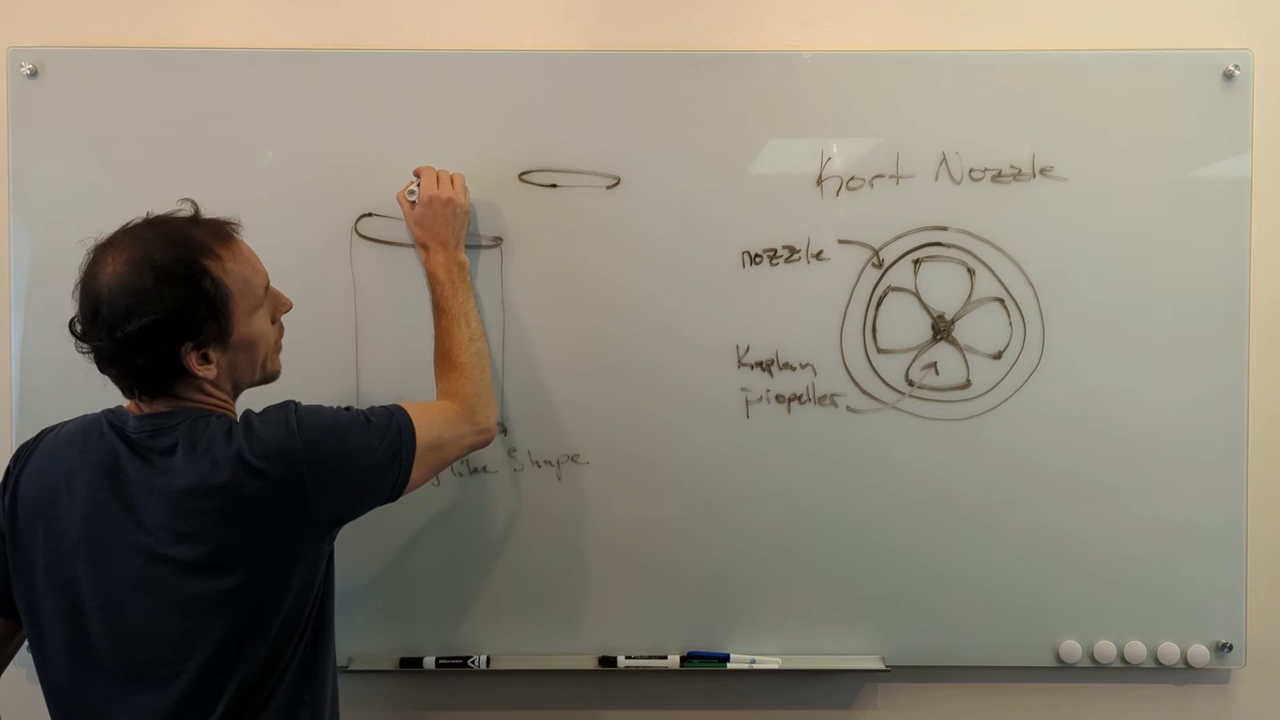 Kort Nozzle
nozzle
Kaplan
propeller
like Shape